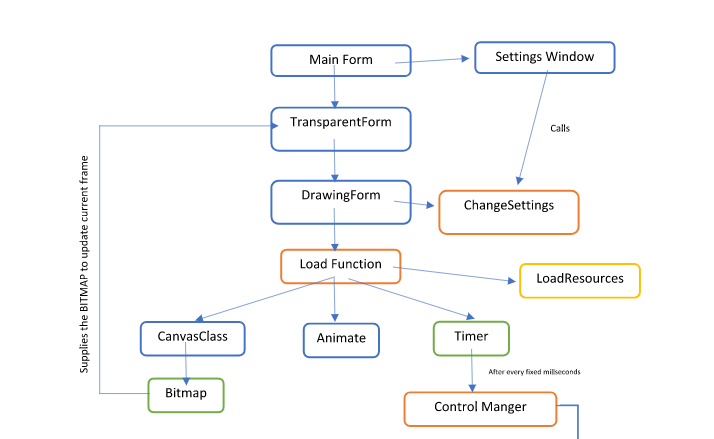 Main Form
Settings Window
TransparentForm
Calls
DrawingForm
ChangeSettings
Load Function
LoadResources
Supplies the BITMAP to update current frame
CanvasClass
Animate
Timer
After every fixed millseconds
Bitmap
Control Manger